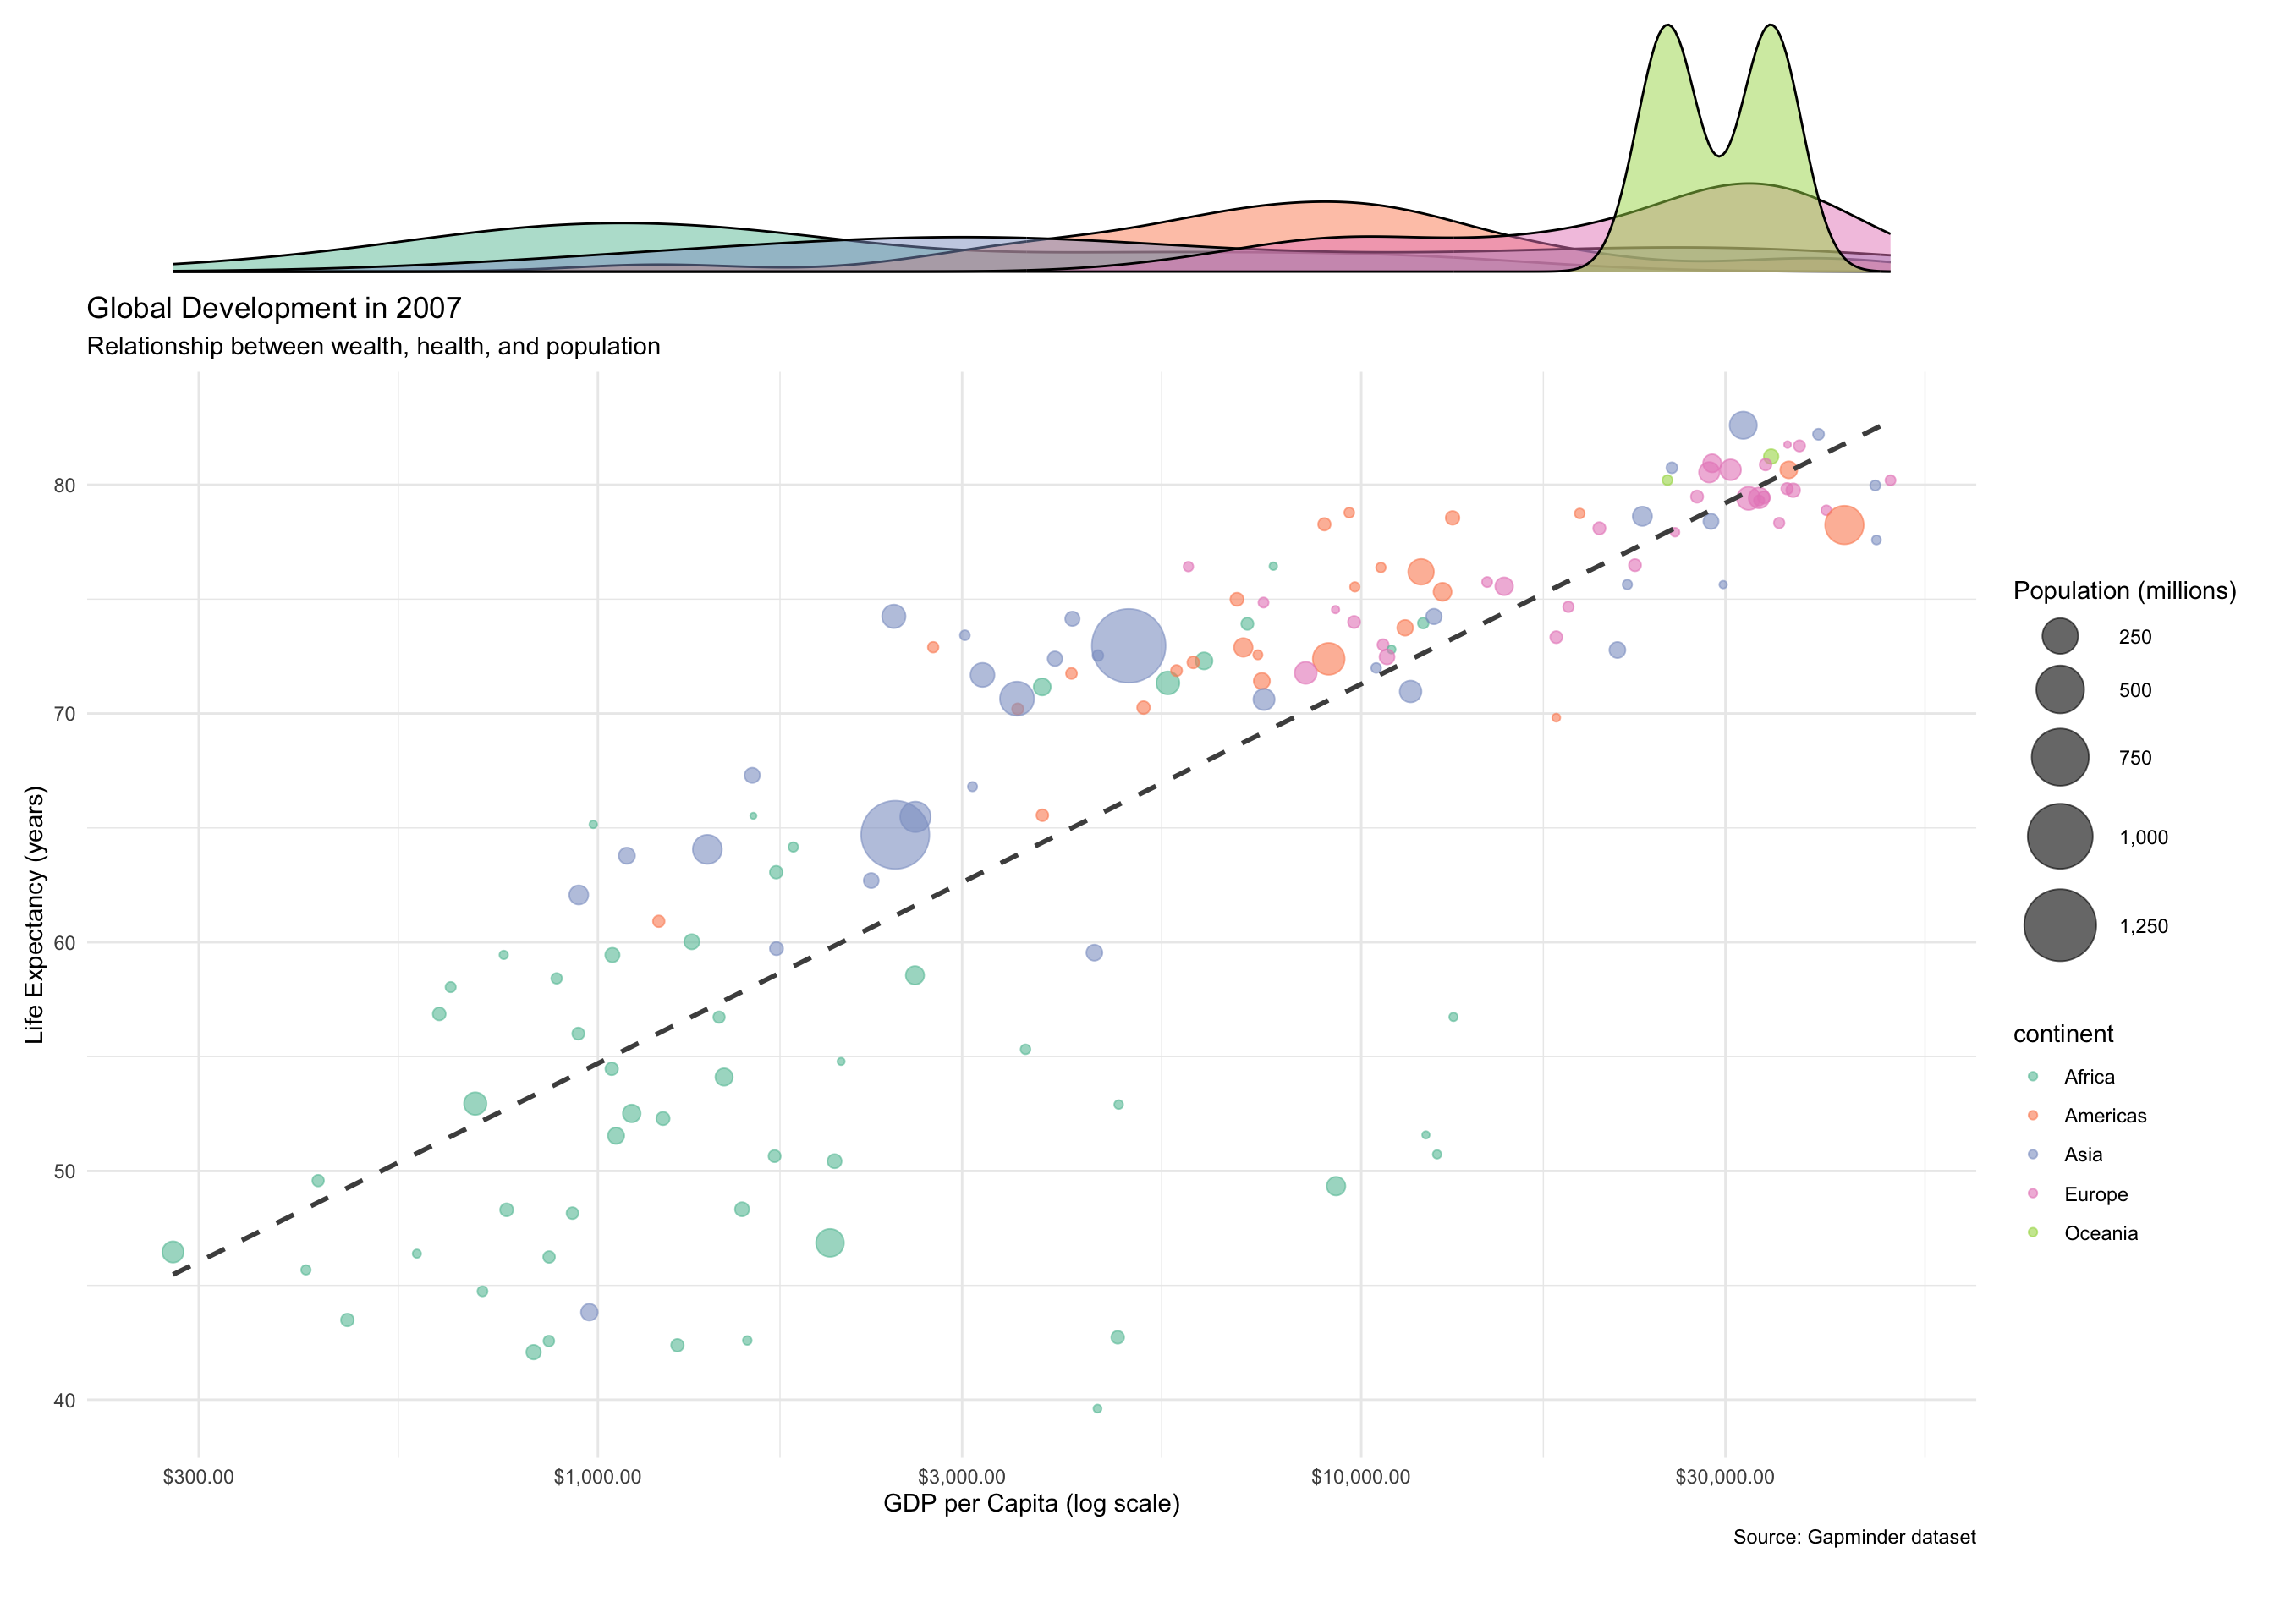 Global Development in 2007
Relationship between wealth, health, and population
80
70
60
50
40
Life Expectancy (years)
$300.00
$1,000.00
$3,000.00
$10,000.00
$30,000.00
GDP per Capita (log scale)
Source: Gapminder dataset
Population (millions)
250
500
750
1,000
1,250
continent
Africa
Americas
Asia
Europe
Oceania